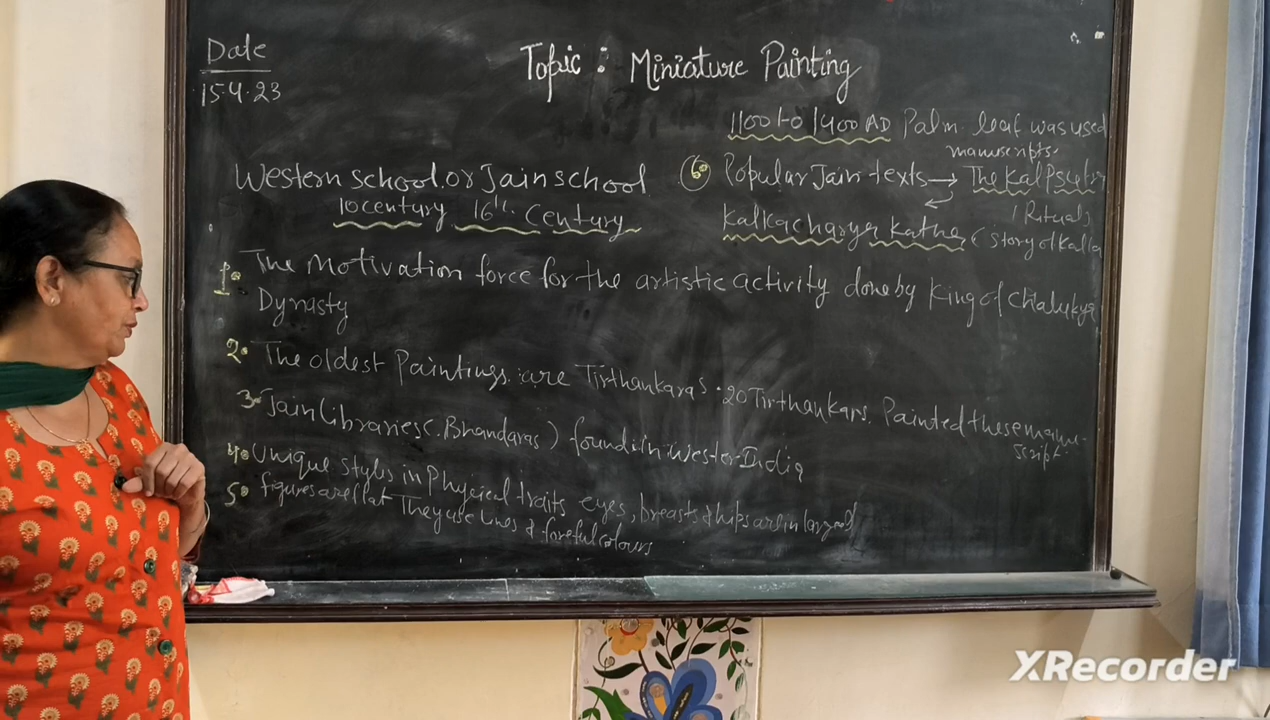 Date
15.4.23
Topic : Miniature Painting
1100 to 1400 AD Palm leaf was used
manuscripts.
Western school or Jain school
10 century 16th Century
6. Popular Jain texts → The Kalpsutra
(Ritual)
Kalkacharya Katha (story of Kalka
1. The Motivation force for the artistic activity done by King of Chalukya
Dynasty
2. The oldest Paintings are Tirthankaras. 20 Tirthankars. Painted these manu-
script.
3. Jain Libraries (Bhandaras) found in Wester India
4. Unique styles in Physical traits eyes, breasts & hips are in larged
5. figures are flat They use Lines & foreful colours
XRecorder